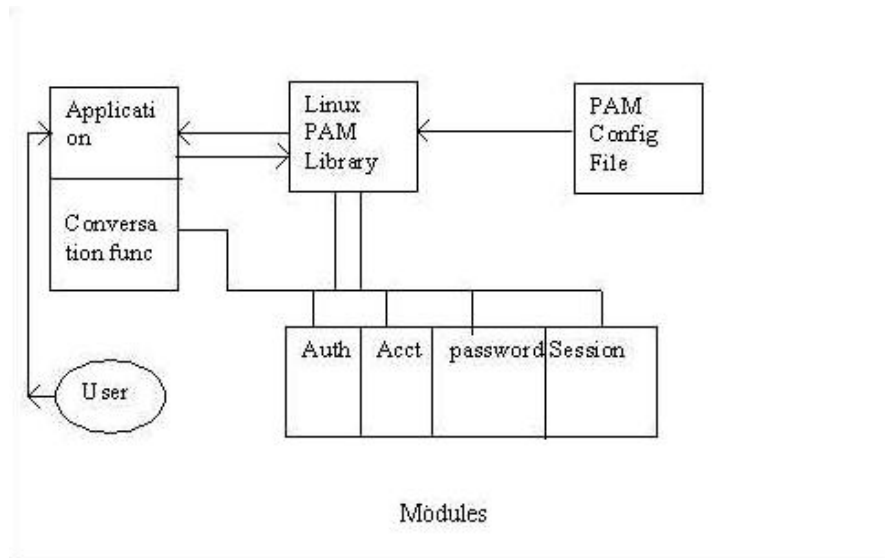 Applicati
on
Conversa
tion func
Linux
PAM
Library
PAM
Config
File
Auth
Acct
password
Session
User
Modules